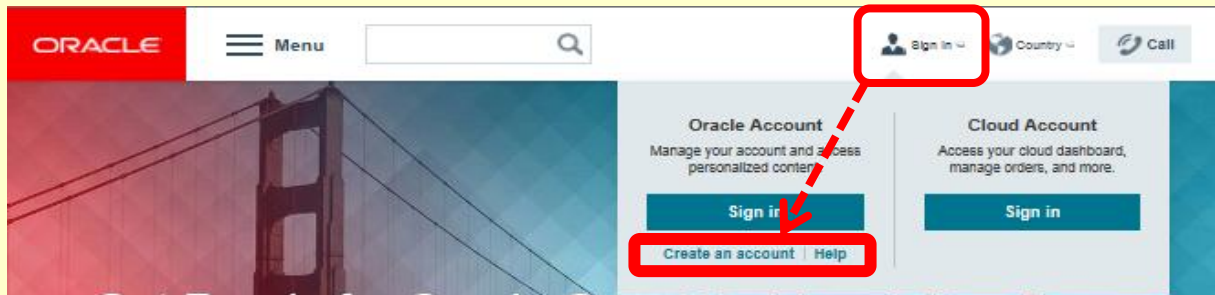 ORACLE Menu Sign In Country Call
Oracle Account
Manage your account and access
personalized content
Sign in
Create an account | Help
Cloud Account
Access your cloud dashboard,
manage orders, and more.
Sign in